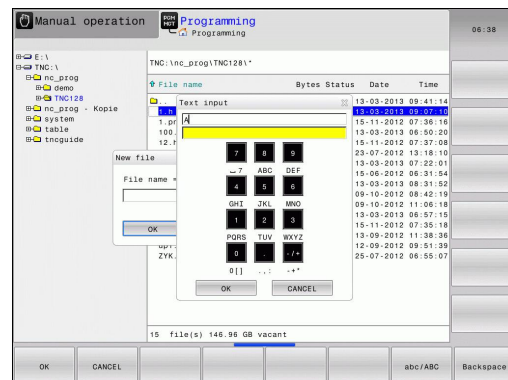 Manual operation
PGM MGT Programming
Programming
06:38
E:\
TNC:\
nc_prog
demo
TNC128
nc_prog - Kopie
system
table
tncguide
TNC:\nc_prog\TNC128\*
File name Bytes Status Date Time
..
13-03-2013 09:41:14
1.h 13-03-2013 09:07:10
15-11-2012 07:36:16
100. 13-03-2013 06:50:20
12.h 15-11-2012 07:37:08
23-07-2012 13:18:10
13-03-2013 07:22:01
15-06-2012 06:31:54
13-03-2013 08:31:52
09-10-2012 08:42:19
09-10-2012 11:06:18
13-03-2013 06:57:15
15-11-2012 07:35:18
13-09-2012 11:38:36
12-09-2012 09:51:39
ZYK. 25-07-2012 06:55:07
15 file(s) 146.96 GB vacant
New file
File name =
OK
Text input
A
7 8 9
7 ABC DEF
4 5 6
GHI JKL MNO
1 2 3
PQRS TUV WXYZ
0 . -/+
0[] .,: -+*
OK CANCEL
OK CANCEL abc/ABC Backspace